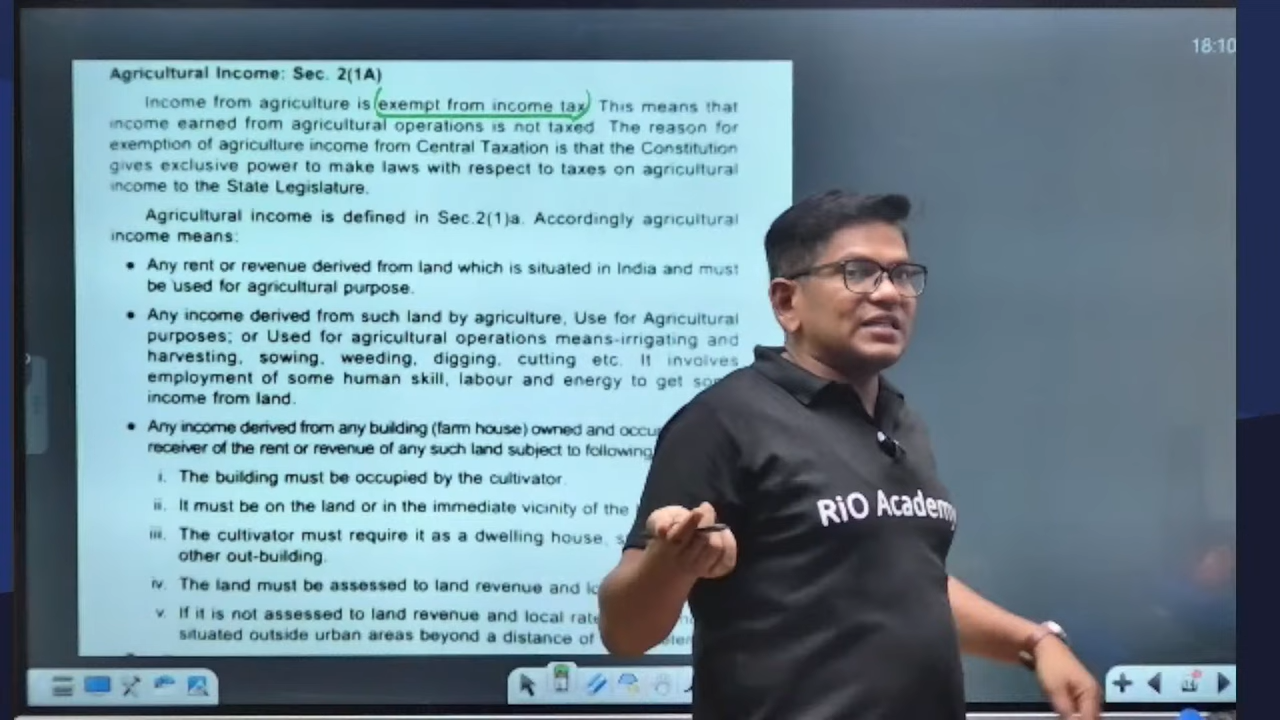 18:10
Agricultural Income: Sec. 2(1A)
Income from agriculture is exempt from income tax. This means that
income earned from agricultural operations is not taxed. The reason for
exemption of agriculture income from Central Taxation is that the Constitution
gives exclusive power to make laws with respect to taxes on agricultural
income to the State Legislature.
Agricultural income is defined in Sec.2(1)a. Accordingly agricultural
income means:
• Any rent or revenue derived from land which is situated in India and must
be used for agricultural purpose.
• Any income derived from such land by agriculture, Use for Agricultural
purposes; or Used for agricultural operations means-irrigating and
harvesting, sowing, weeding, digging, cutting etc. It involves
employment of some human skill, labour and energy to get
income from land.
• Any income derived from any building (farm house) owned and
receiver of the rent or revenue of any such land subject to following
i. The building must be occupied by the cultivator.
ii. It must be on the land or in the immediate vicinity of the
iii. The cultivator must require it as a dwelling house,
other out-building.
iv. The land must be assessed to land revenue and
v. If it is not assessed to land revenue and local
situated outside urban areas beyond a distance of
RiO Academy